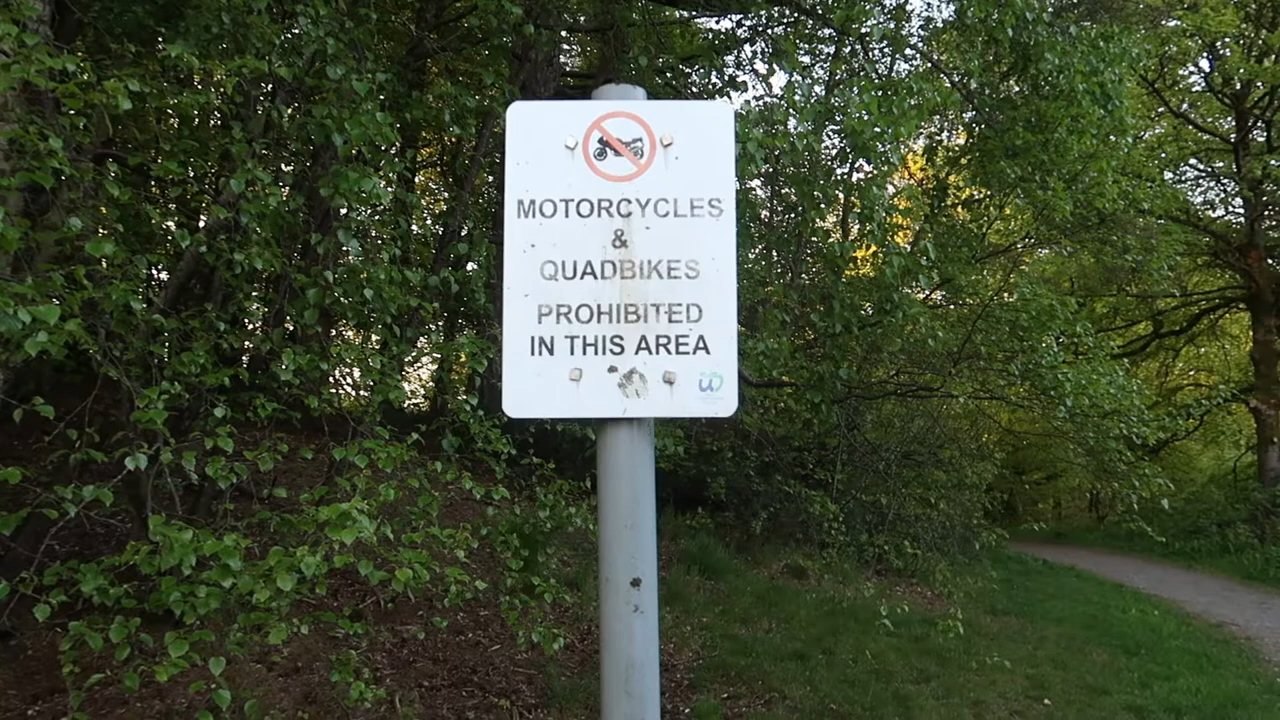 MOTORCYCLES
&
QUADBIKES
PROHIBITED
IN THIS AREA